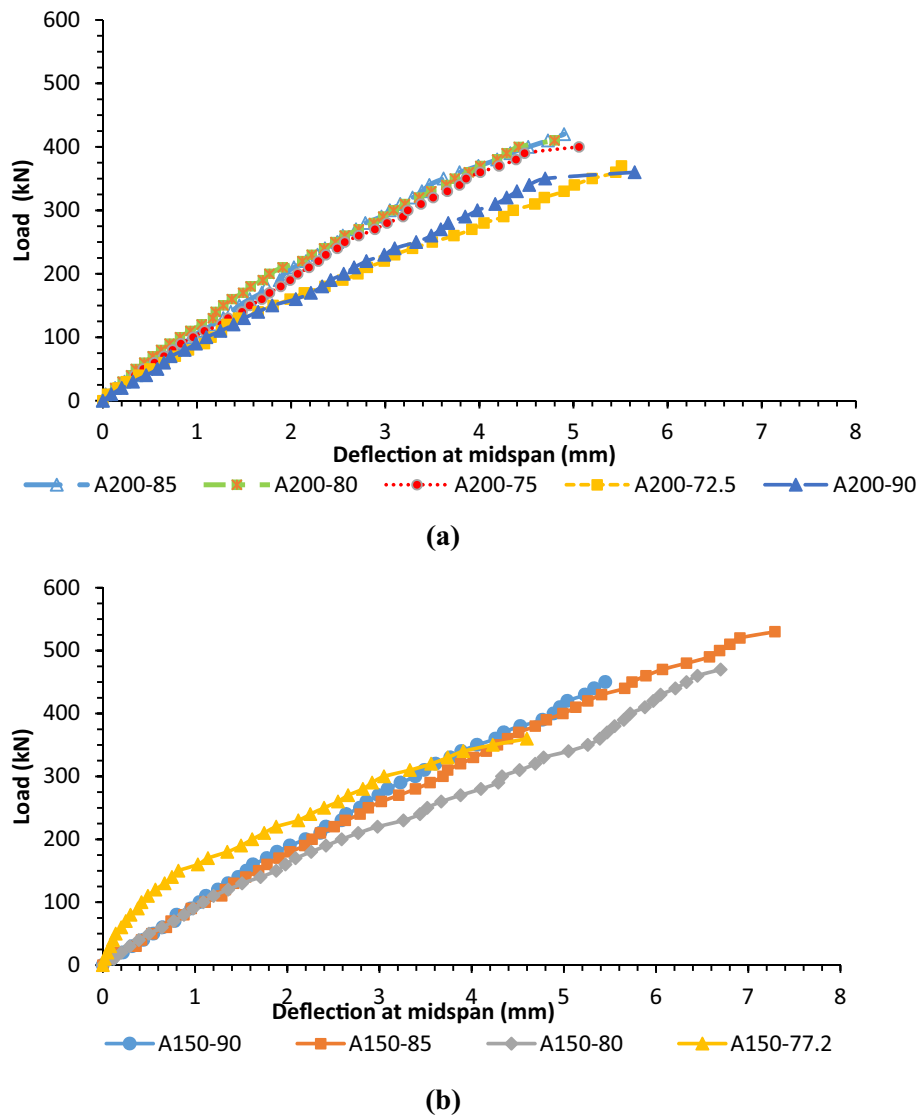 600
500
400
300
200
100
0
Load (kN)
0 1 2 3 4 5 6 7 8
Deflection at midspan (mm)
A200-85 A200-80 A200-75 A200-72.5 A200-90
(a)
600
500
400
300
200
100
0
Load (kN)
0 1 2 3 4 5 6 7 8
Deflection at midspan (mm)
A150-90 A150-85 A150-80 A150-77.2
(b)